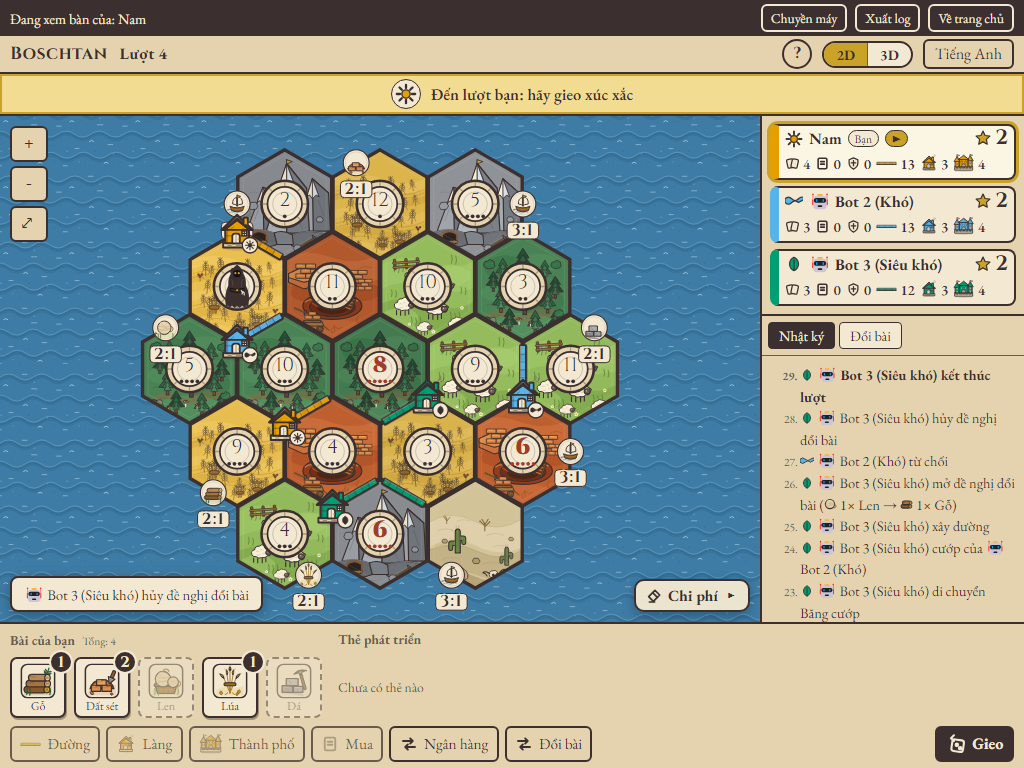 Đang xem bàn của: Nam
Chuyền máy
Xuất log
Về trang chủ
BOSCHTAN Lượt 4
?
2D 3D
Tiếng Anh
Đến lượt bạn: hãy gieo xúc xắc
+
-
Nam Bạn 2
4 0 0 13 3 4
Bot 2 (Khó) 2
3 0 0 13 3 4
Bot 3 (Siêu khó) 2
3 0 0 12 3 4
Nhật ký
Đổi bài
29. Bot 3 (Siêu khó) kết thúc
lượt
28. Bot 3 (Siêu khó) hủy đề nghị
đổi bài
27. Bot 2 (Khó) từ chối
26. Bot 3 (Siêu khó) mở đề nghị đổi
bài ( 1× Len → 1× Gỗ)
25. Bot 3 (Siêu khó) xây đường
24. Bot 3 (Siêu khó) cướp của
Bot 2 (Khó)
23. Bot 3 (Siêu khó) di chuyển
Băng cướp
2:1
2 12 5
3:1
11 10 3
2:1
5 10 8 9 11
2:1
9 4 3 6
3:1
2:1
4 6
2:1
3:1
Bot 3 (Siêu khó) hủy đề nghị đổi bài
Chi phí
Bài của bạn Tổng: 4
Thẻ phát triển
1 2 1
Gỗ Đất sét Len Lúa Đá
Chưa có thẻ nào
Đường
Làng
Thành phố
Mua
Ngân hàng
Đổi bài
Gieo